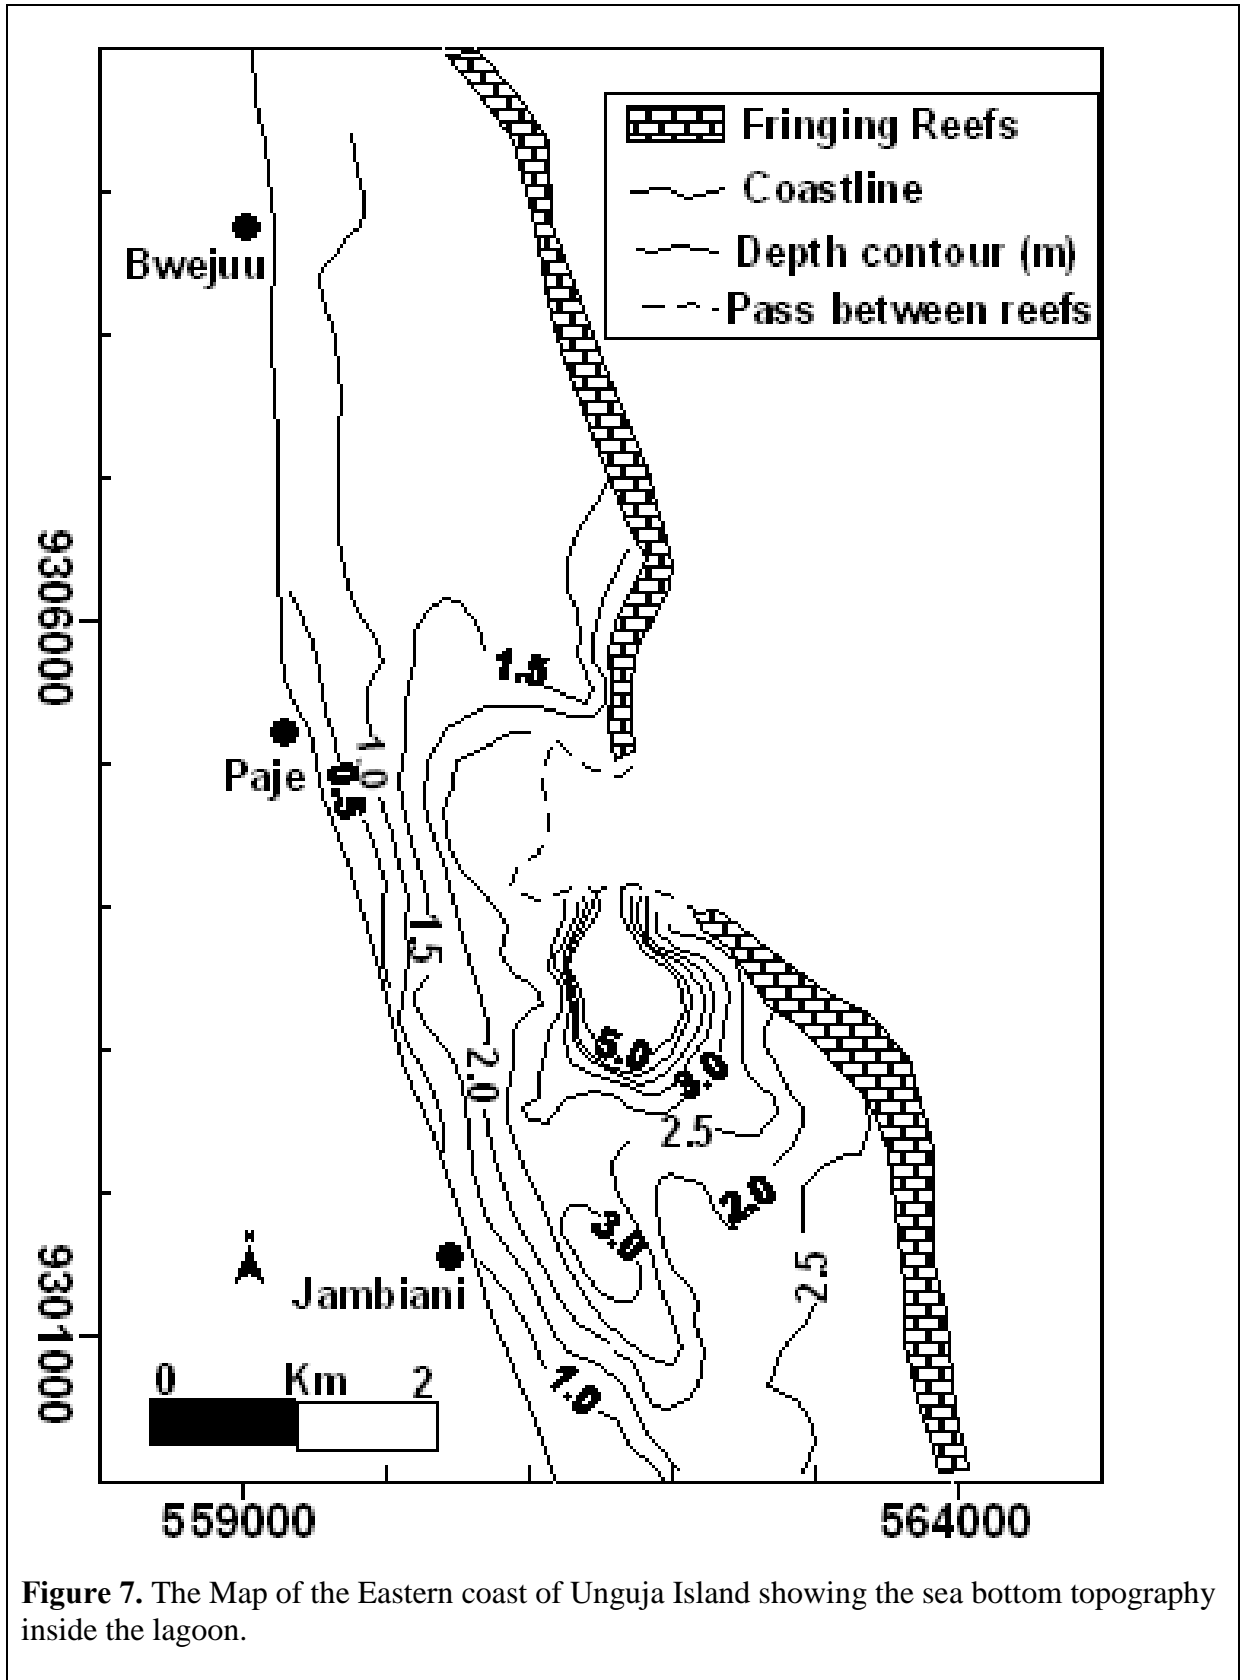 Fringing Reefs
Coastline
Depth contour (m)
Pass between reefs
Bwejuu
9306000
1.5
1.0
Paje
0.5
1.5
5.0
3.0
2.0
2.5
2.0
3.0
N
2.5
Jambiani
9301000
0 Km 2
1.0
559000 564000
Figure 7. The Map of the Eastern coast of Unguja Island showing the sea bottom topography
inside the lagoon.